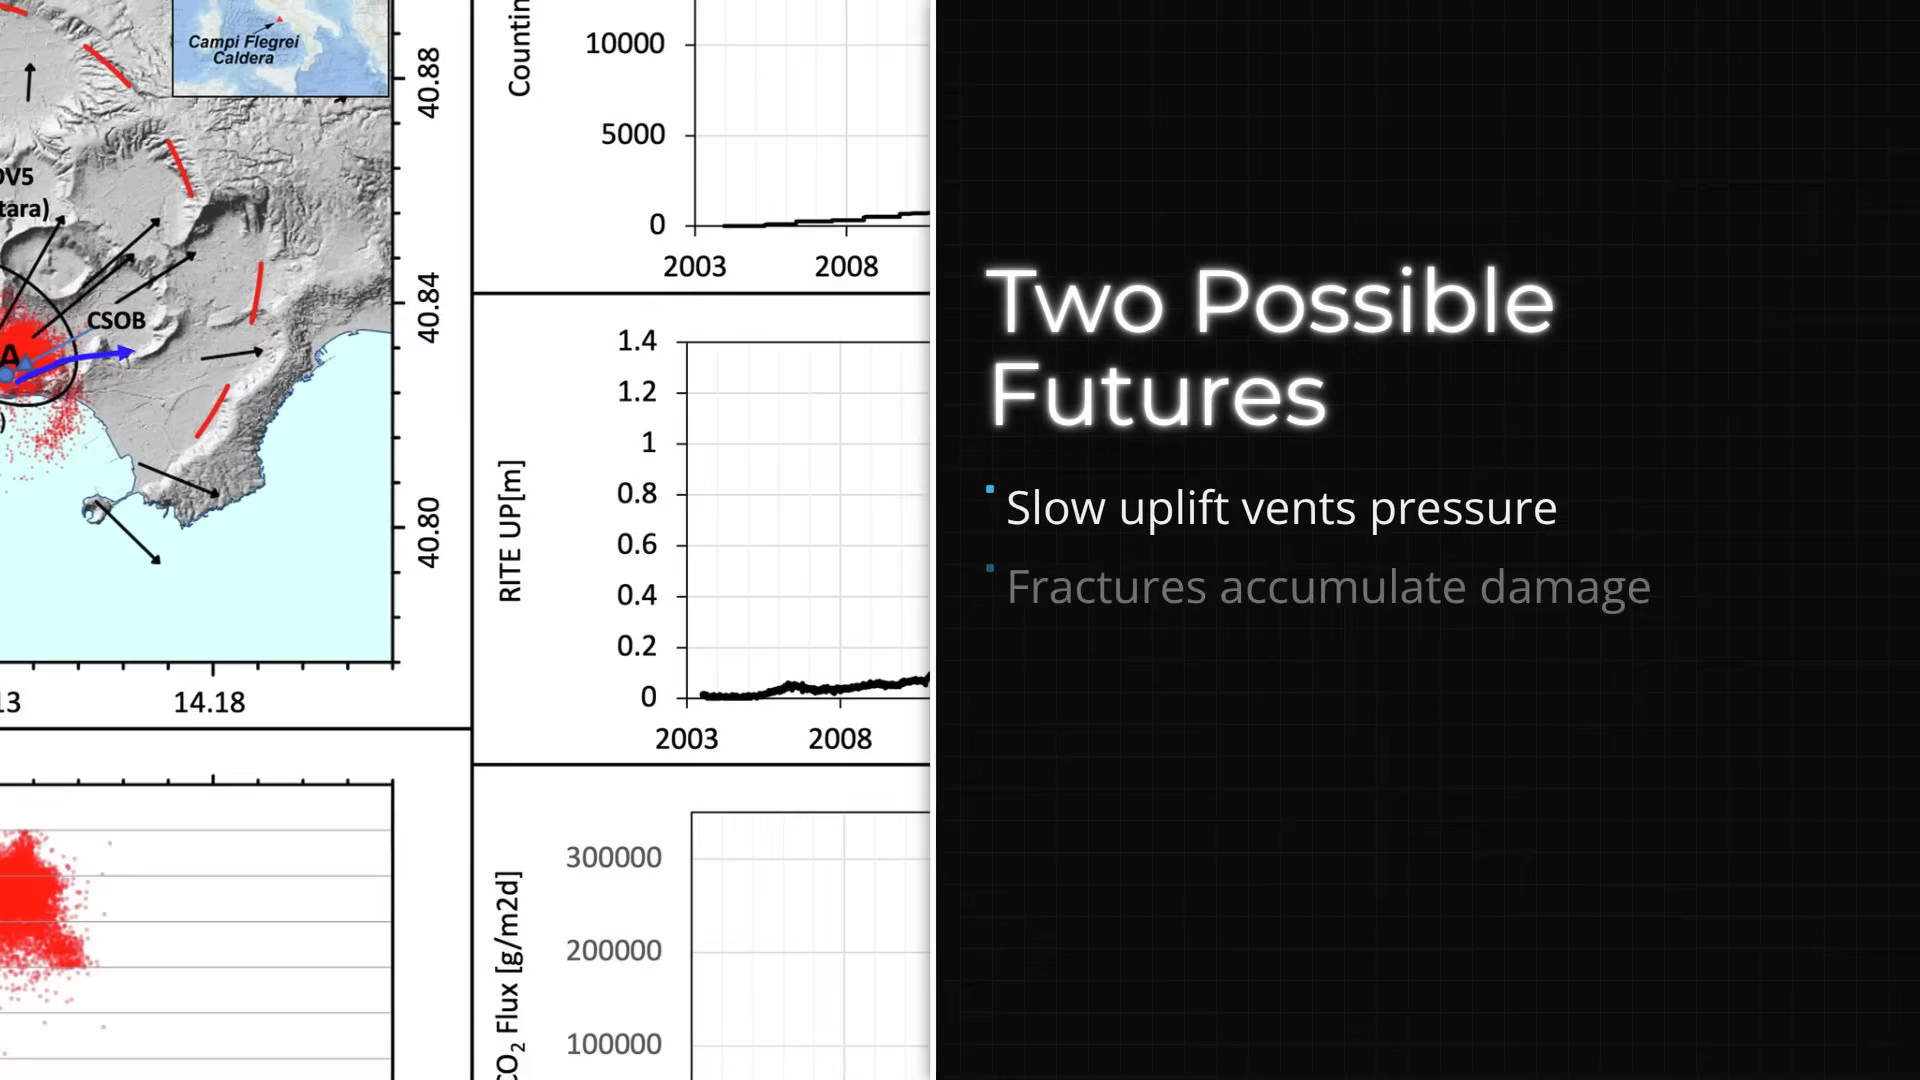 Campi Flegrei
Caldera
40.88
40.84
40.80
tara)
CSOB
A
)
14.18
Countin
10000
5000
0
2003
2008
RITE UP[m]
1.4
1.2
1
0.8
0.6
0.4
0.2
0
2003
2008
CO2 Flux [g/m2d]
300000
200000
100000
Two Possible
Futures
Slow uplift vents pressure
Fractures accumulate damage